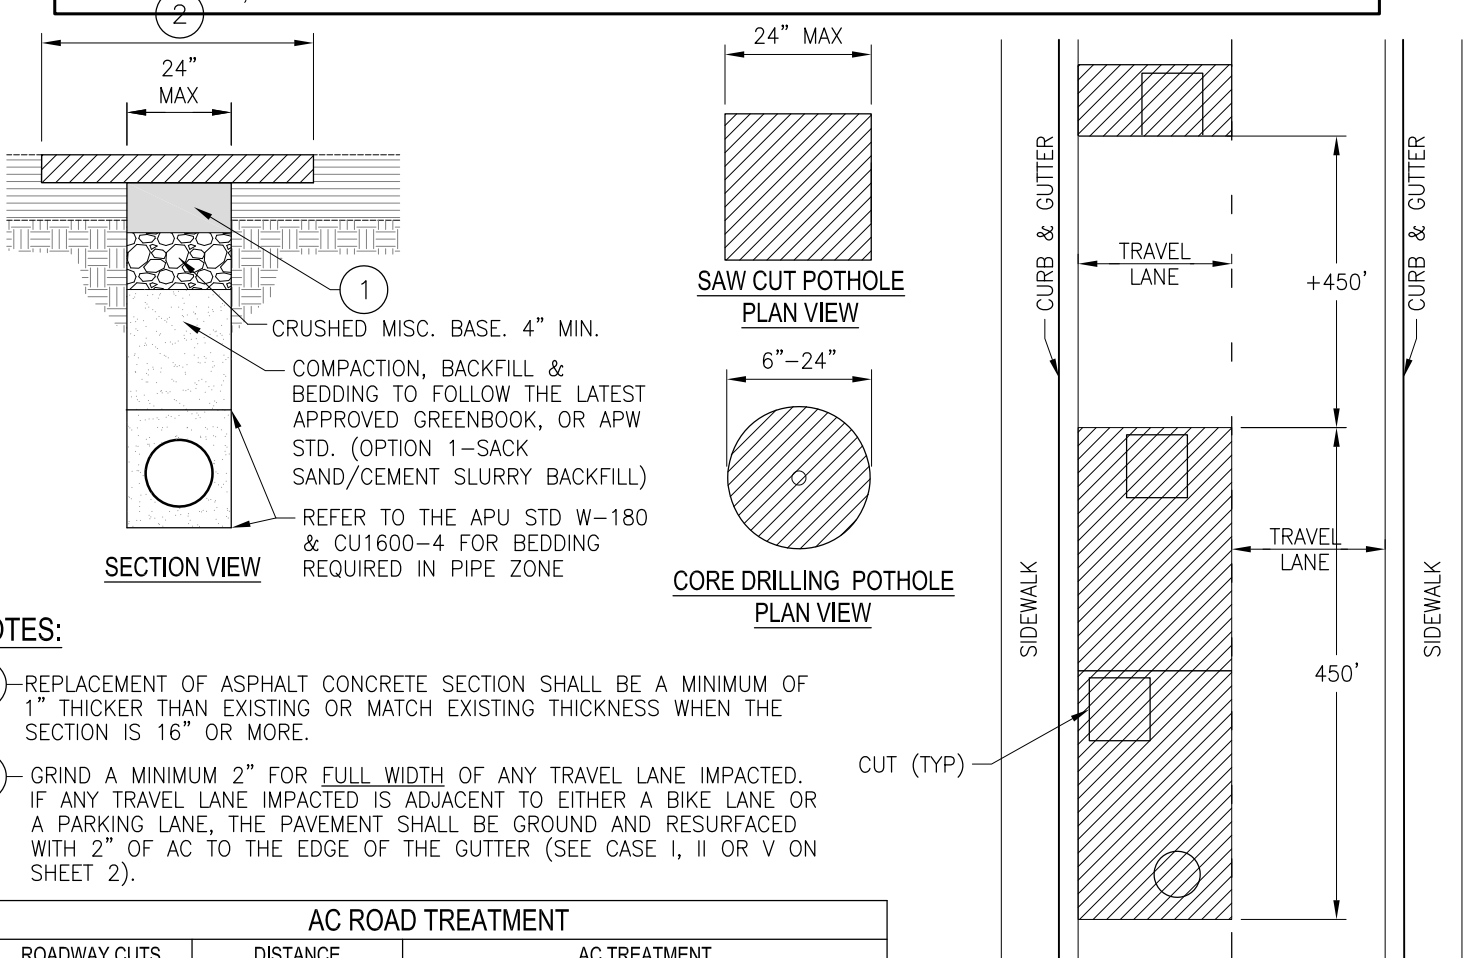 2
24"
MAX
1
CRUSHED MISC. BASE. 4" MIN.
COMPACTION, BACKFILL &
BEDDING TO FOLLOW THE LATEST
APPROVED GREENBOOK, OR APW
STD. (OPTION 1-SACK
SAND/CEMENT SLURRY BACKFILL)
REFER TO THE APU STD W-180
& CU1600-4 FOR BEDDING
REQUIRED IN PIPE ZONE
SECTION VIEW
24" MAX
SAW CUT POTHOLE
PLAN VIEW
6"-24"
CORE DRILLING POTHOLE
PLAN VIEW
CURB & GUTTER
TRAVEL
LANE
+450'
CURB & GUTTER
SIDEWALK
TRAVEL
LANE
450'
SIDEWALK
CUT (TYP)
OTES:
REPLACEMENT OF ASPHALT CONCRETE SECTION SHALL BE A MINIMUM OF
1" THICKER THAN EXISTING OR MATCH EXISTING THICKNESS WHEN THE
SECTION IS 16" OR MORE.
GRIND A MINIMUM 2" FOR FULL WIDTH OF ANY TRAVEL LANE IMPACTED.
IF ANY TRAVEL LANE IMPACTED IS ADJACENT TO EITHER A BIKE LANE OR
A PARKING LANE, THE PAVEMENT SHALL BE GROUND AND RESURFACED
WITH 2" OF AC TO THE EDGE OF THE GUTTER (SEE CASE I, II OR V ON
SHEET 2).
AC ROAD TREATMENT
ROADWAY CUTS
DISTANCE
AC TREATMENT